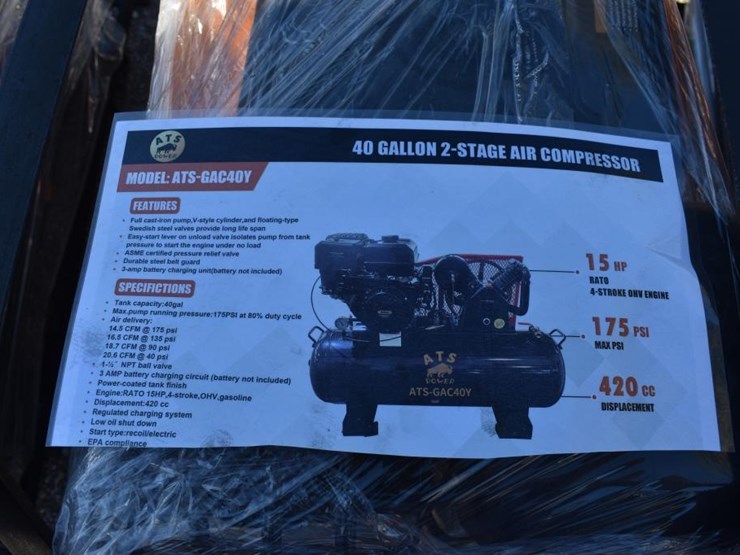 ATS
POWER
40 GALLON 2-STAGE AIR COMPRESSOR
MODEL: ATS-GAC40Y
FEATURES
• Full cast-iron pump,V-style cylinder,and floating-type
Swedish steel valves provide long life span
• Easy-start lever on unload valve isolates pump from tank
pressure to start the engine under no load
• ASME certified pressure relief valve
• Durable steel belt guard
• 3-amp battery charging unit(battery not included)
SPECIFICTIONS
• Tank capacity:40gal
• Max.pump running pressure:175PSI at 80% duty cycle
• Air delivery:
14.5 CFM @ 175 psi
16.5 CFM @ 135 psi
18.7 CFM @ 90 psi
20.6 CFM @ 40 psi
• 1-¼" NPT ball valve
• 3 AMP battery charging circuit (battery not included)
• Power-coated tank finish
• Engine:RATO 15HP,4-stroke,OHV,gasoline
• Displacement:420 cc
• Regulated charging system
• Low oil shut down
• Start type:recoil/electric
• EPA compliance
15 HP
RATO
4-STROKE OHV ENGINE
175 PSI
MAX PSI
420 CC
DISPLACEMENT
ATS
POWER
ATS-GAC40Y